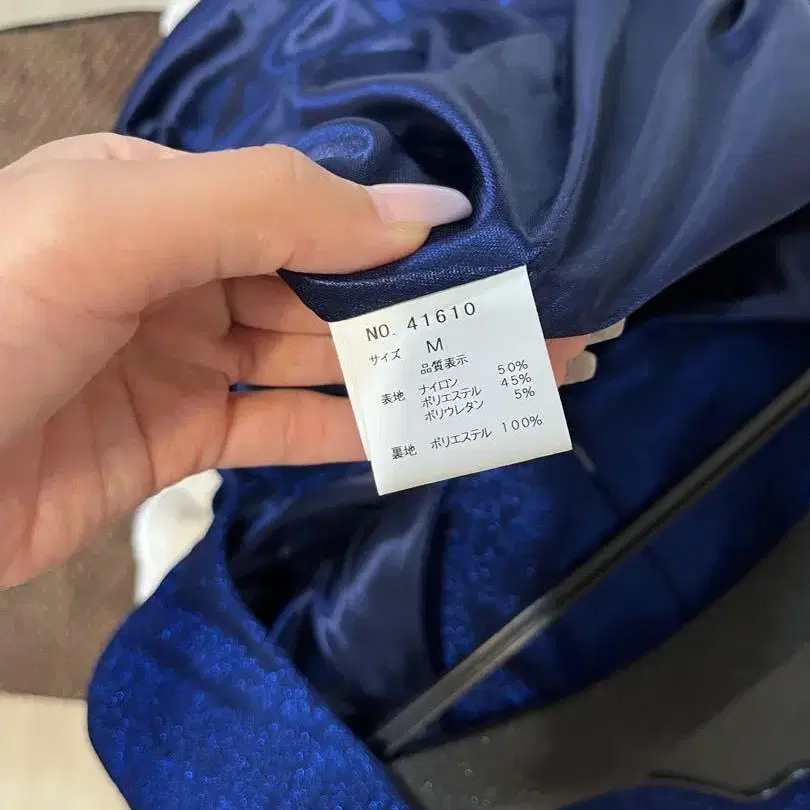 NO. 41610
サイズ M
品質表示
表地 ナイロン 50%
ポリエステル 45%
ポリウレタン 5%
裏地 ポリエステル 100%